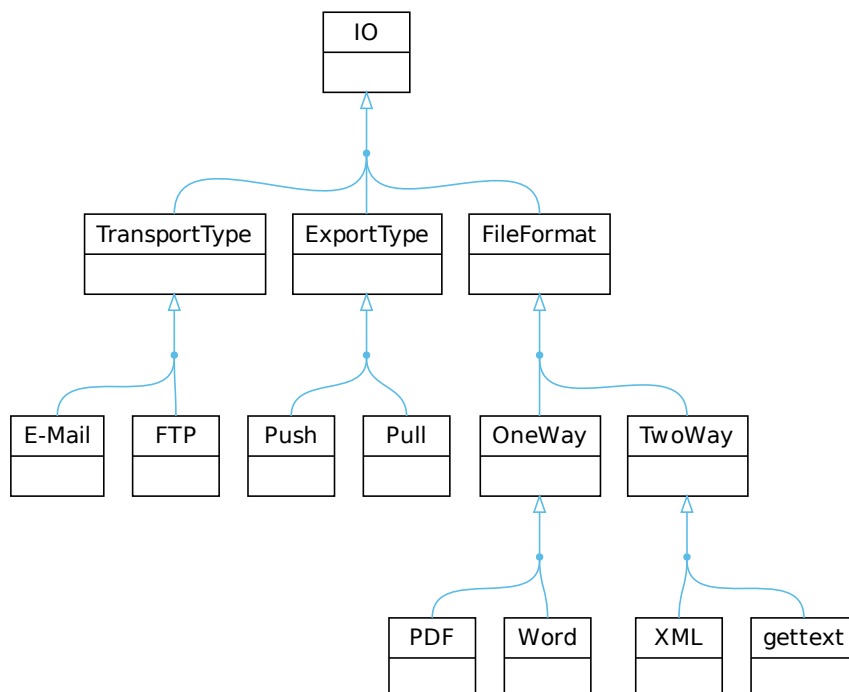 IO
TransportType
ExportType
FileFormat
E-Mail
FTP
Push
Pull
OneWay
TwoWay
PDF
Word
XML
gettext